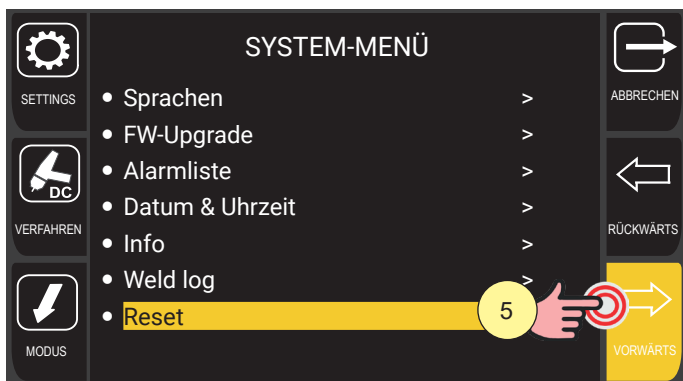 SYSTEM-MENÜ
SETTINGS
DC
VERFAHREN
MODUS
• Sprachen >
• FW-Upgrade >
• Alarmliste >
• Datum & Uhrzeit >
• Info >
• Weld log >
• Reset
5
ABBRECHEN
RÜCKWÄRTS
VORWÄRTS